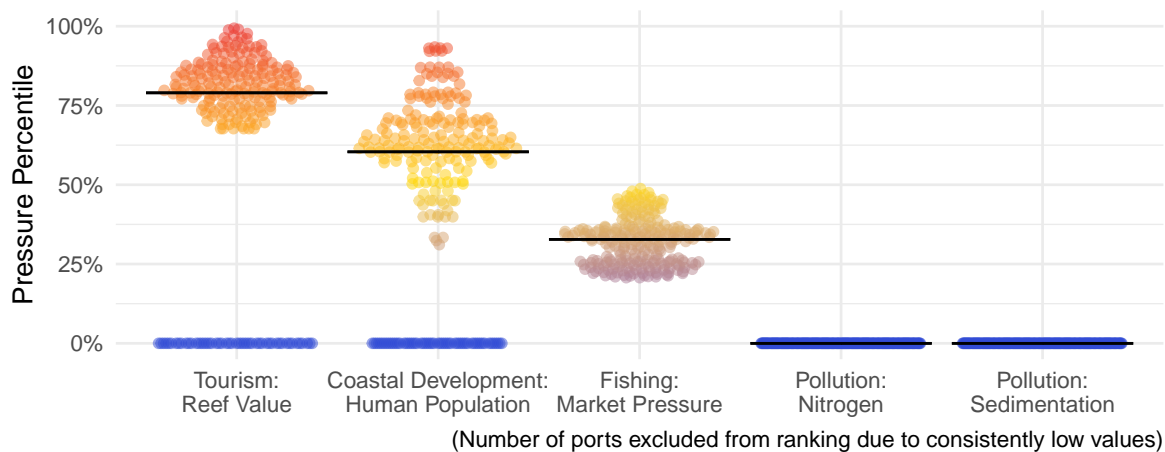 100%
75%
50%
25%
0%
Pressure Percentile
Tourism:
Reef Value
Coastal Development:
Human Population
Fishing:
Market Pressure
Pollution:
Nitrogen
Pollution:
Sedimentation
(Number of ports excluded from ranking due to consistently low values)